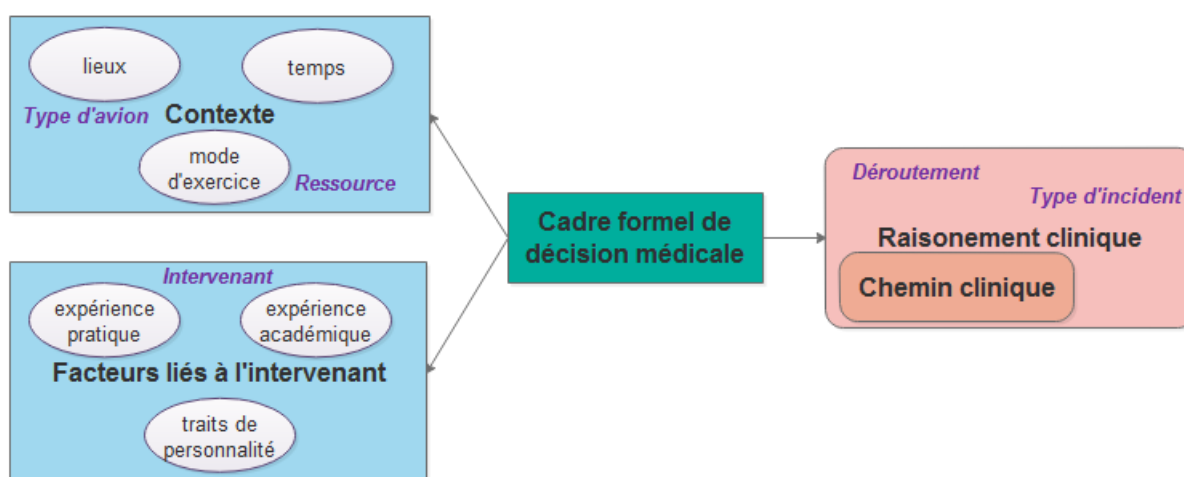 lieux
temps
Type d'avion
Contexte
mode
d'exercice
Ressource
Intervenant
expérience
pratique
expérience
académique
Facteurs liés à l'intervenant
traits de
personnalité
Cadre formel de
décision médicale
Déroutement
Type d'incident
Raisonement clinique
Chemin clinique